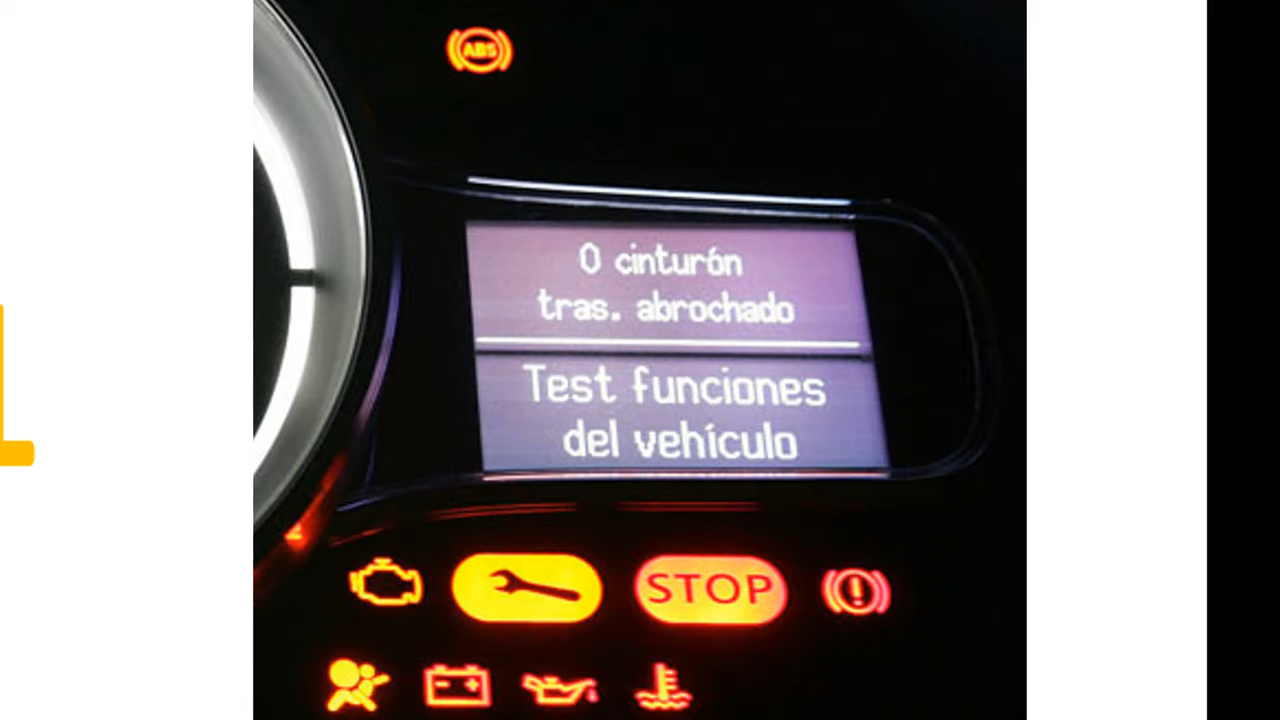 ABS
0 cinturón
tras. abrochado
Test funciones
del vehículo
STOP